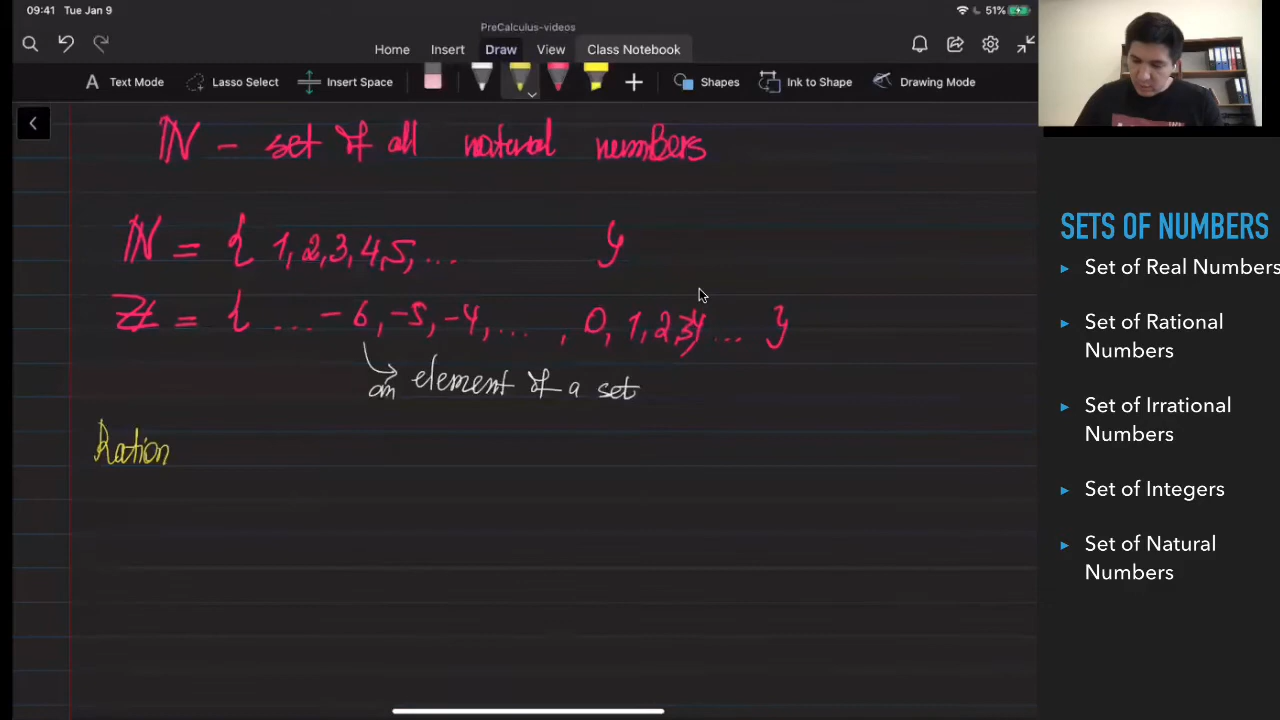 09:41 Tue Jan 9
51%
PreCalculus-videos
Home Insert Draw View Class Notebook
Text Mode Lasso Select Insert Space Shapes Ink to Shape Drawing Mode
ℕ - set of all natural numbers
ℕ = { 1, 2, 3, 4, 5, ... }
ℤ = { ... -6, -5, -4, ... , 0, 1, 2, 3, 4 ... }
an element of a set
Ration
SETS OF NUMBERS
Set of Real Numbers
Set of Rational
Numbers
Set of Irrational
Numbers
Set of Integers
Set of Natural
Numbers